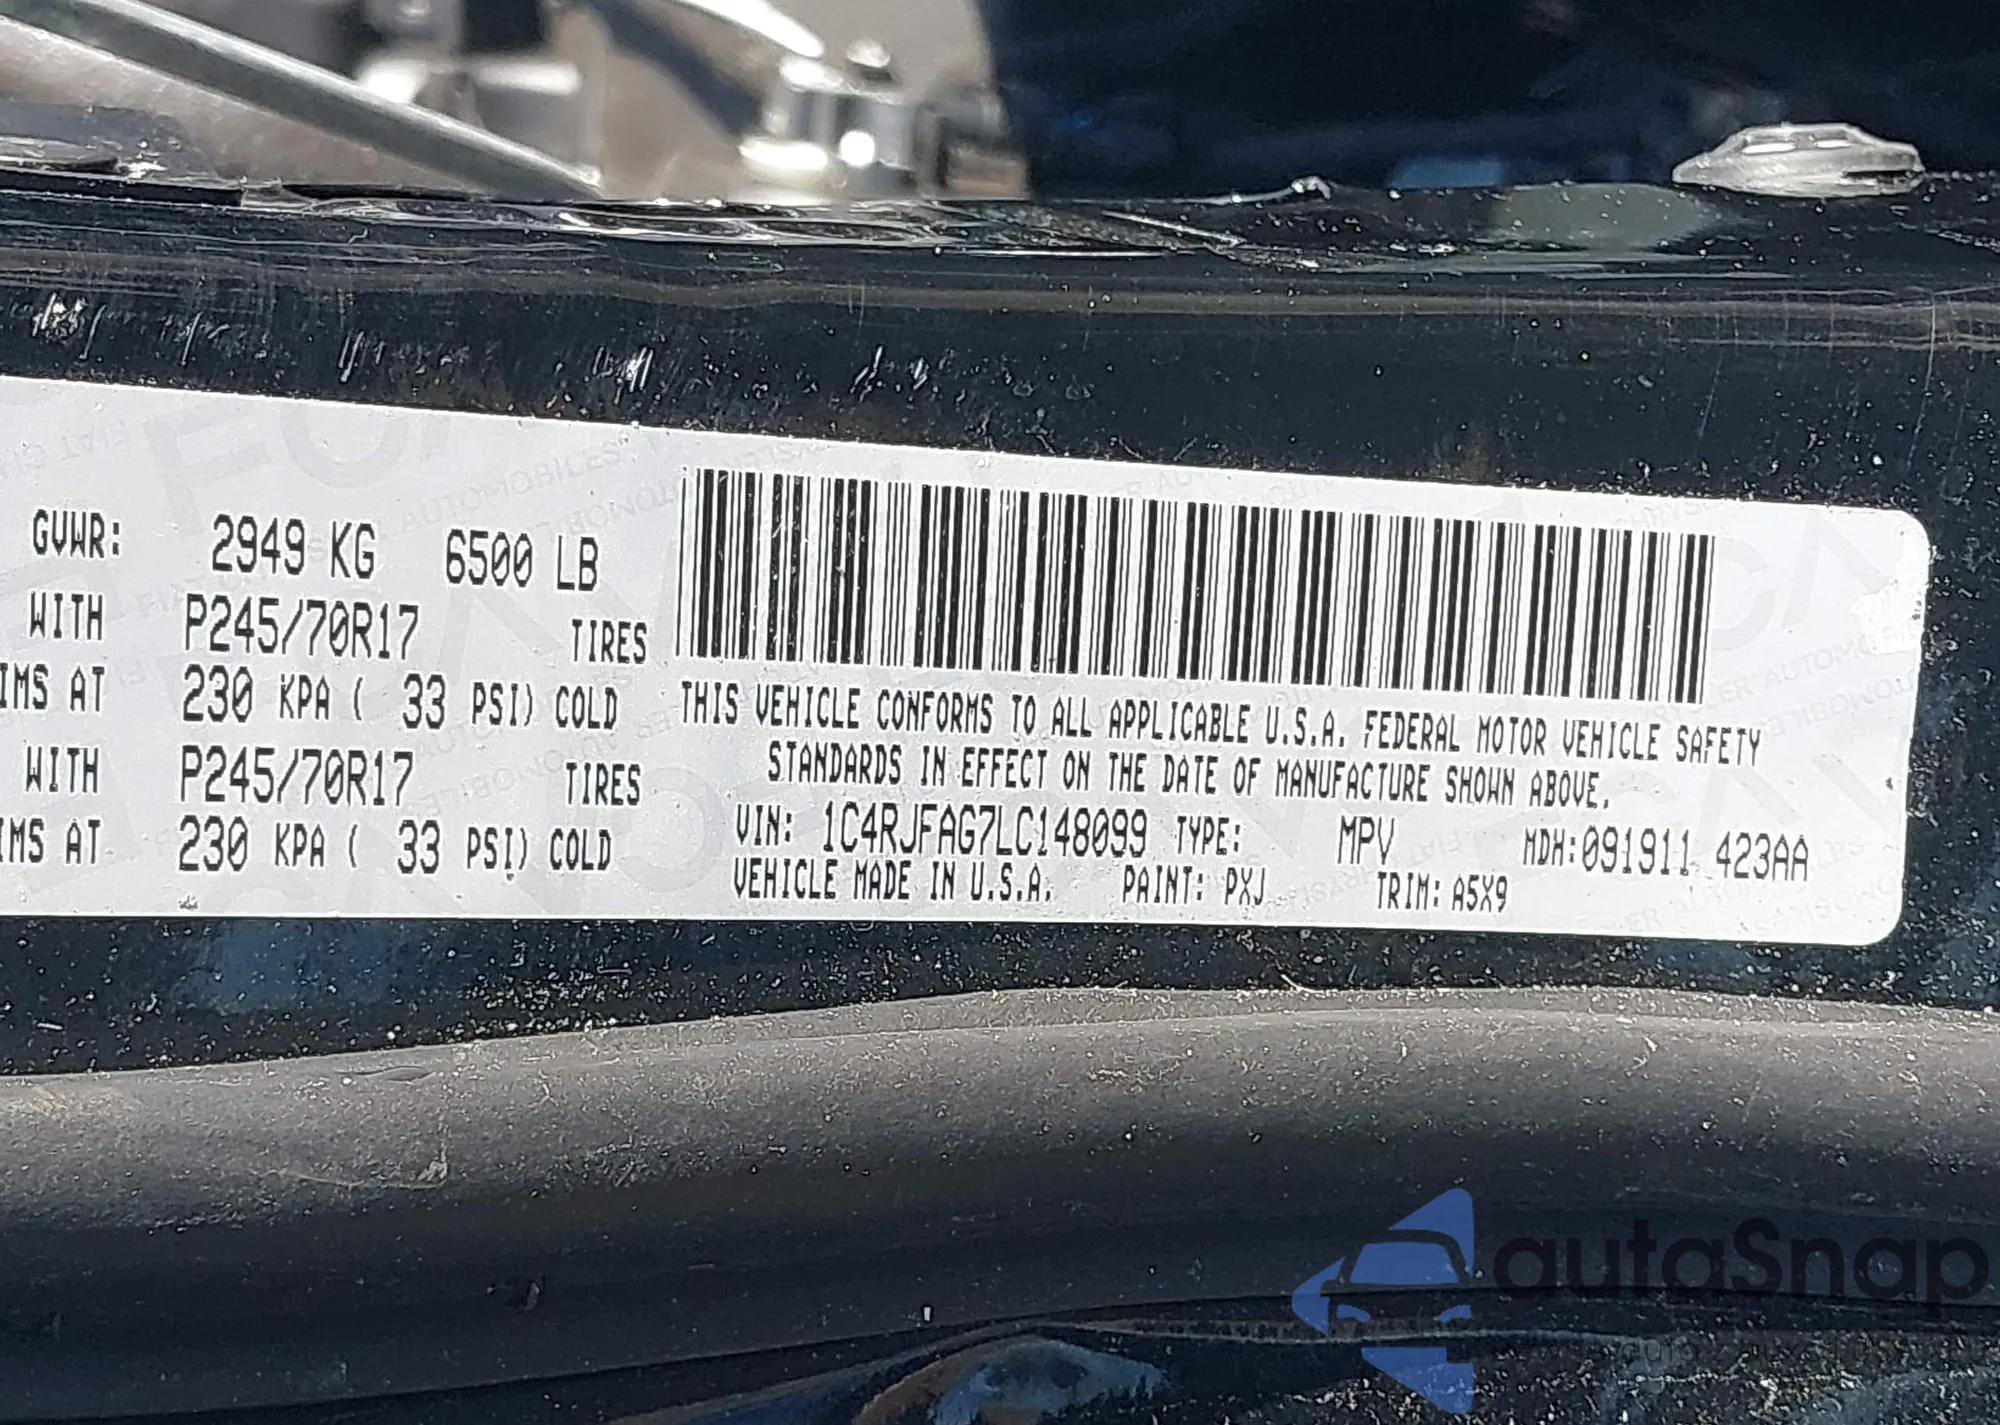 GVWR: 2949 KG 6500 LB
WITH P245/70R17 TIRES
IMS AT 230 KPA ( 33 PSI) COLD
WITH P245/70R17 TIRES
IMS AT 230 KPA ( 33 PSI) COLD
THIS VEHICLE CONFORMS TO ALL APPLICABLE U.S.A. FEDERAL MOTOR VEHICLE SAFETY
STANDARDS IN EFFECT ON THE DATE OF MANUFACTURE SHOWN ABOVE.
VIN: 1C4RJFAG7LC148099 TYPE: MPV MDH:091911 423AA
VEHICLE MADE IN U.S.A. PAINT: PXJ TRIM: A5X9
autaSnap